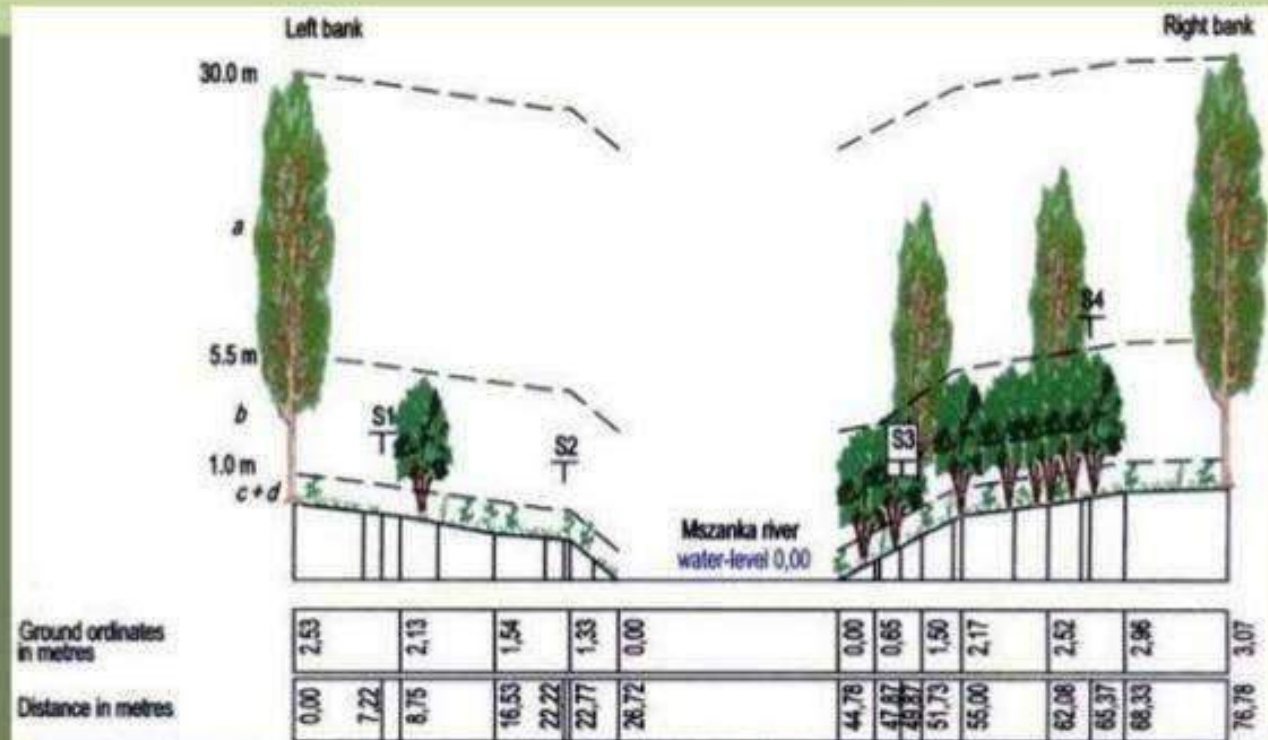 Left bank
Right bank
30.0 m
a
5.5 m
b
1.0 m
c + d
S1
S2
S3
S4
Mszanka river
water-level 0,00
Ground ordinates
in metres
2,53
2,13
1,54
1,33
0,00
0,00
0,65
1,50
2,17
2,52
2,96
3,07
Distance in metres
0,00
7,22
8,75
16,53
22,22
22,77
26,72
44,78
47,87
49,87
51,73
55,00
62,08
65,37
68,33
76,78